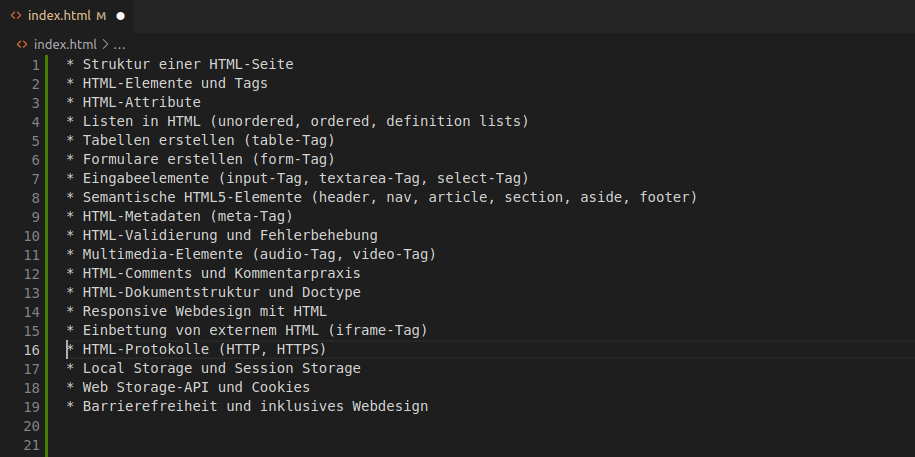 index.html M
index.html > ...
1 * Struktur einer HTML-Seite
2 * HTML-Elemente und Tags
3 * HTML-Attribute
4 * Listen in HTML (unordered, ordered, definition lists)
5 * Tabellen erstellen (table-Tag)
6 * Formulare erstellen (form-Tag)
7 * Eingabeelemente (input-Tag, textarea-Tag, select-Tag)
8 * Semantische HTML5-Elemente (header, nav, article, section, aside, footer)
9 * HTML-Metadaten (meta-Tag)
10 * HTML-Validierung und Fehlerbehebung
11 * Multimedia-Elemente (audio-Tag, video-Tag)
12 * HTML-Comments und Kommentarpraxis
13 * HTML-Dokumentstruktur und Doctype
14 * Responsive Webdesign mit HTML
15 * Einbettung von externem HTML (iframe-Tag)
16 * HTML-Protokolle (HTTP, HTTPS)
17 * Local Storage und Session Storage
18 * Web Storage-API und Cookies
19 * Barrierefreiheit und inklusives Webdesign
20
21